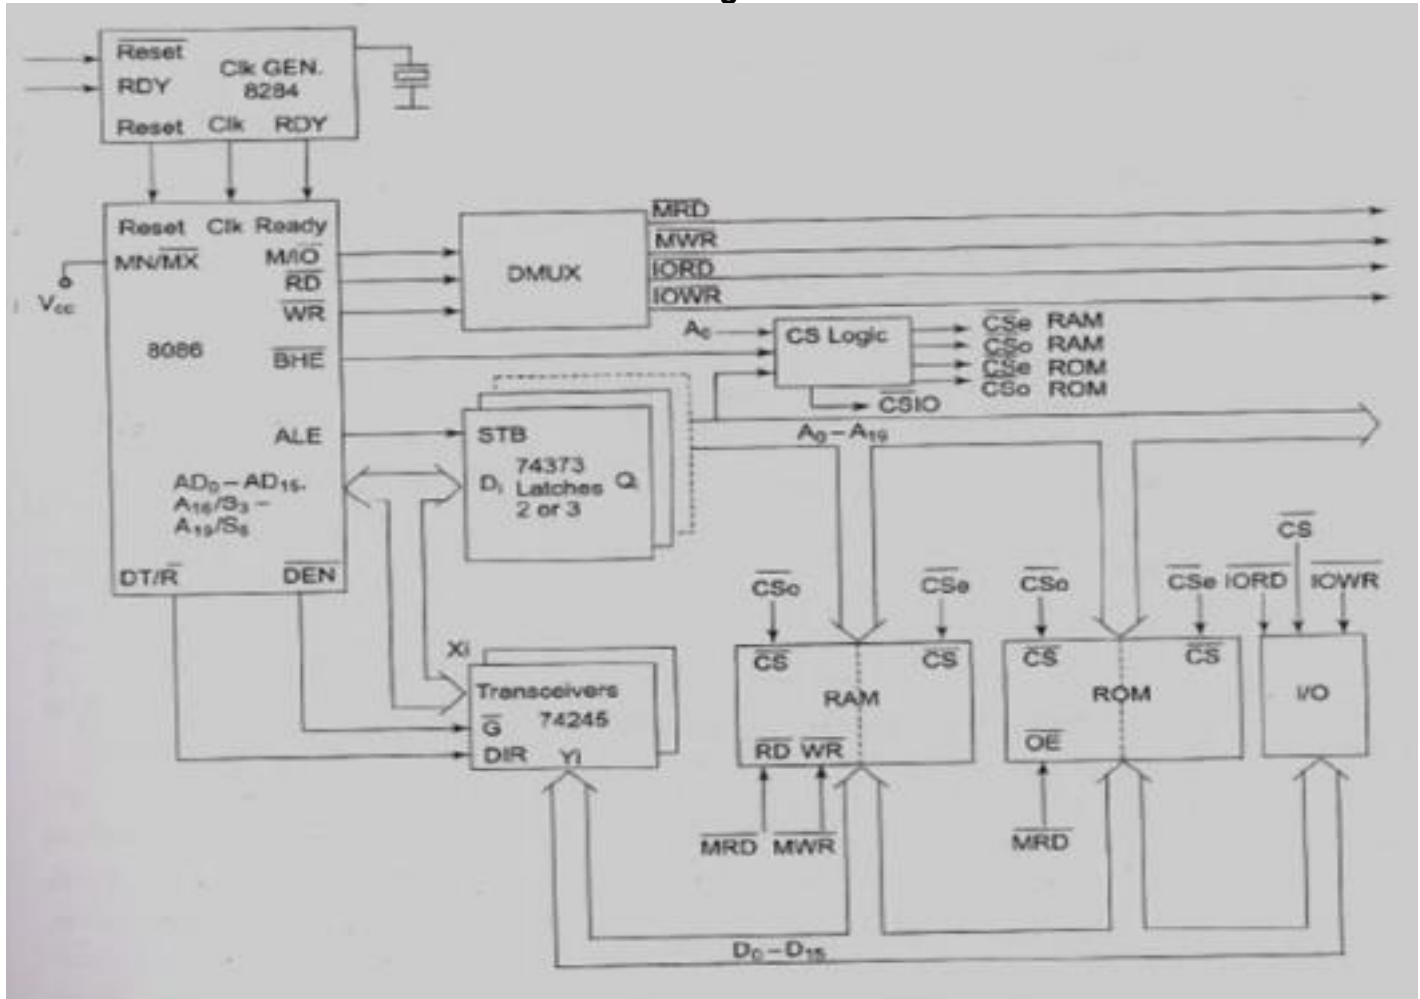 Reset
RDY
Clk GEN.
8284
Reset Clk RDY
Reset Clk Ready
MN/MX
M/IO
RD
WR
Vcc
8086
BHE
ALE
AD0 – AD15.
A16/S3 –
A19/S6
DT/R
DEN
DMUX
MRD
MWR
IORD
IOWR
A0
CS Logic
CSe RAM
CSo RAM
CSe ROM
CSo ROM
CSIO
STB
74373
Di Latches Qi
2 or 3
A0 – A19
Xi
Transceivers
74245
G
DIR Yi
CSo
CSe
CSo
CSe
IORD
CS
IOWR
CS
CS
RAM
RD WR
CS
CS
ROM
OE
I/O
MRD MWR
MRD
D0 – D15